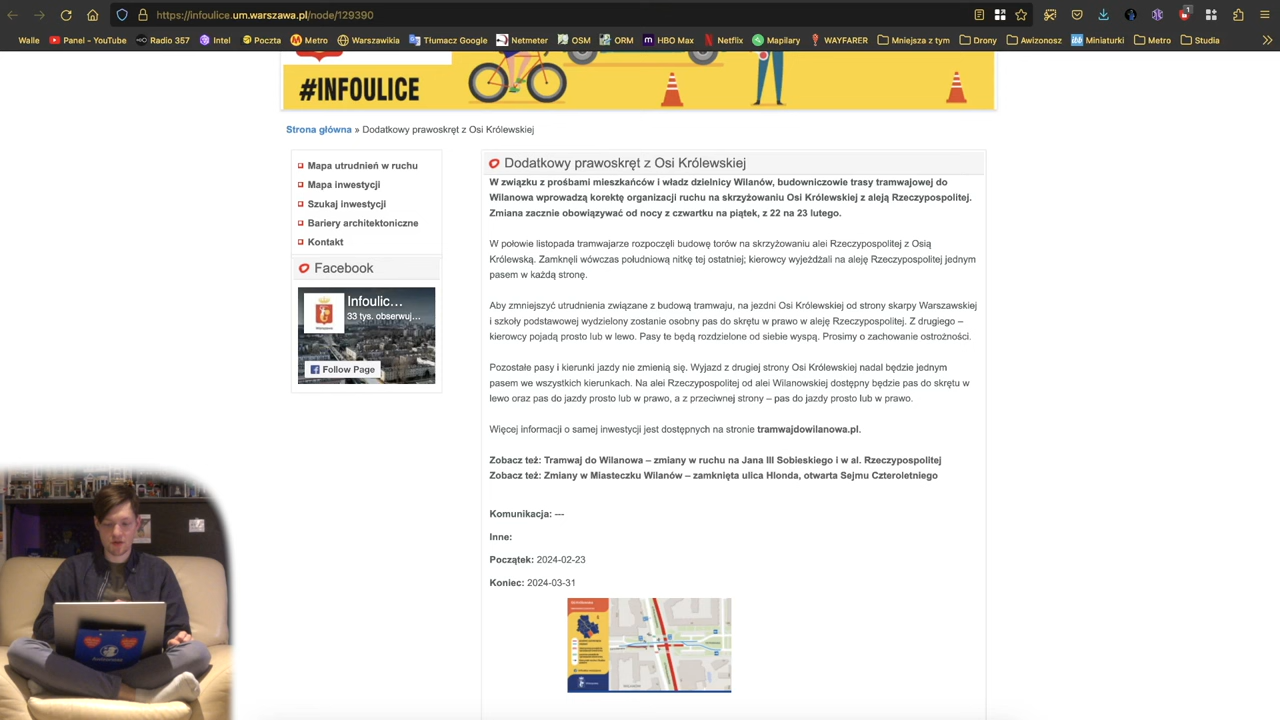 https://infoulice.um.warszawa.pl/node/129390
Walle Panel - YouTube Radio 357 Intel Poczta Metro Warszawikia Tłumacz Google Netmeter OSM ORM HBO Max Netflix Mapilary WAYFARER Mniejsza z tym Drony Awizonosz Miniaturki Metro Studia
#INFOULICE
Strona główna » Dodatkowy prawoskręt z Osi Królewskiej
Mapa utrudnień w ruchu
Mapa inwestycji
Szukaj inwestycji
Bariery architektoniczne
Kontakt
Facebook
Infoulic...
33 tys. obserwuj...
Follow Page
Dodatkowy prawoskręt z Osi Królewskiej
W związku z prośbami mieszkańców i władz dzielnicy Wilanów, budowniczowie trasy tramwajowej do
Wilanowa wprowadzą korektę organizacji ruchu na skrzyżowaniu Osi Królewskiej z aleją Rzeczypospolitej.
Zmiana zacznie obowiązywać od nocy z czwartku na piątek, z 22 na 23 lutego.
W połowie listopada tramwajarze rozpoczęli budowę torów na skrzyżowaniu alei Rzeczypospolitej z Osią
Królewską. Zamknęli wówczas południową nitkę tej ostatniej; kierowcy wyjeżdżali na aleję Rzeczypospolitej jednym
pasem w każdą stronę.
Aby zmniejszyć utrudnienia związane z budową tramwaju, na jezdni Osi Królewskiej od strony skarpy Warszawskiej
i szkoły podstawowej wydzielony zostanie osobny pas do skrętu w prawo w aleję Rzeczypospolitej. Z drugiego –
kierowcy pojadą prosto lub w lewo. Pasy te będą rozdzielone od siebie wyspą. Prosimy o zachowanie ostrożności.
Pozostałe pasy i kierunki jazdy nie zmienią się. Wyjazd z drugiej strony Osi Królewskiej nadal będzie jednym
pasem we wszystkich kierunkach. Na alei Rzeczypospolitej od alei Wilanowskiej dostępny będzie pas do skrętu w
lewo oraz pas do jazdy prosto lub w prawo, a z przeciwnej strony – pas do jazdy prosto lub w prawo.
Więcej informacji o samej inwestycji jest dostępnych na stronie tramwajdowilanowa.pl.
Zobacz też: Tramwaj do Wilanowa – zmiany w ruchu na Jana III Sobieskiego i w al. Rzeczypospolitej
Zobacz też: Zmiany w Miasteczku Wilanów – zamknięta ulica Hlonda, otwarta Sejmu Czteroletniego
Komunikacja: ---
Inne:
Początek: 2024-02-23
Koniec: 2024-03-31